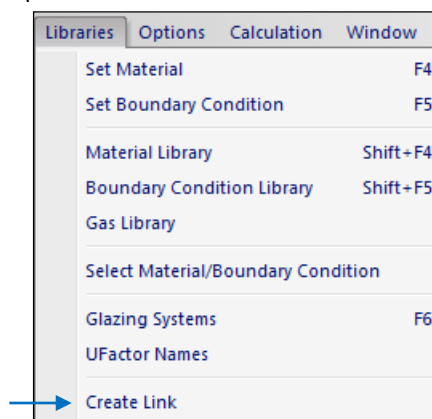 Libraries Options Calculation Window
Set Material F4
Set Boundary Condition F5
Material Library Shift+F4
Boundary Condition Library Shift+F5
Gas Library
Select Material/Boundary Condition
Glazing Systems F6
UFactor Names
Create Link